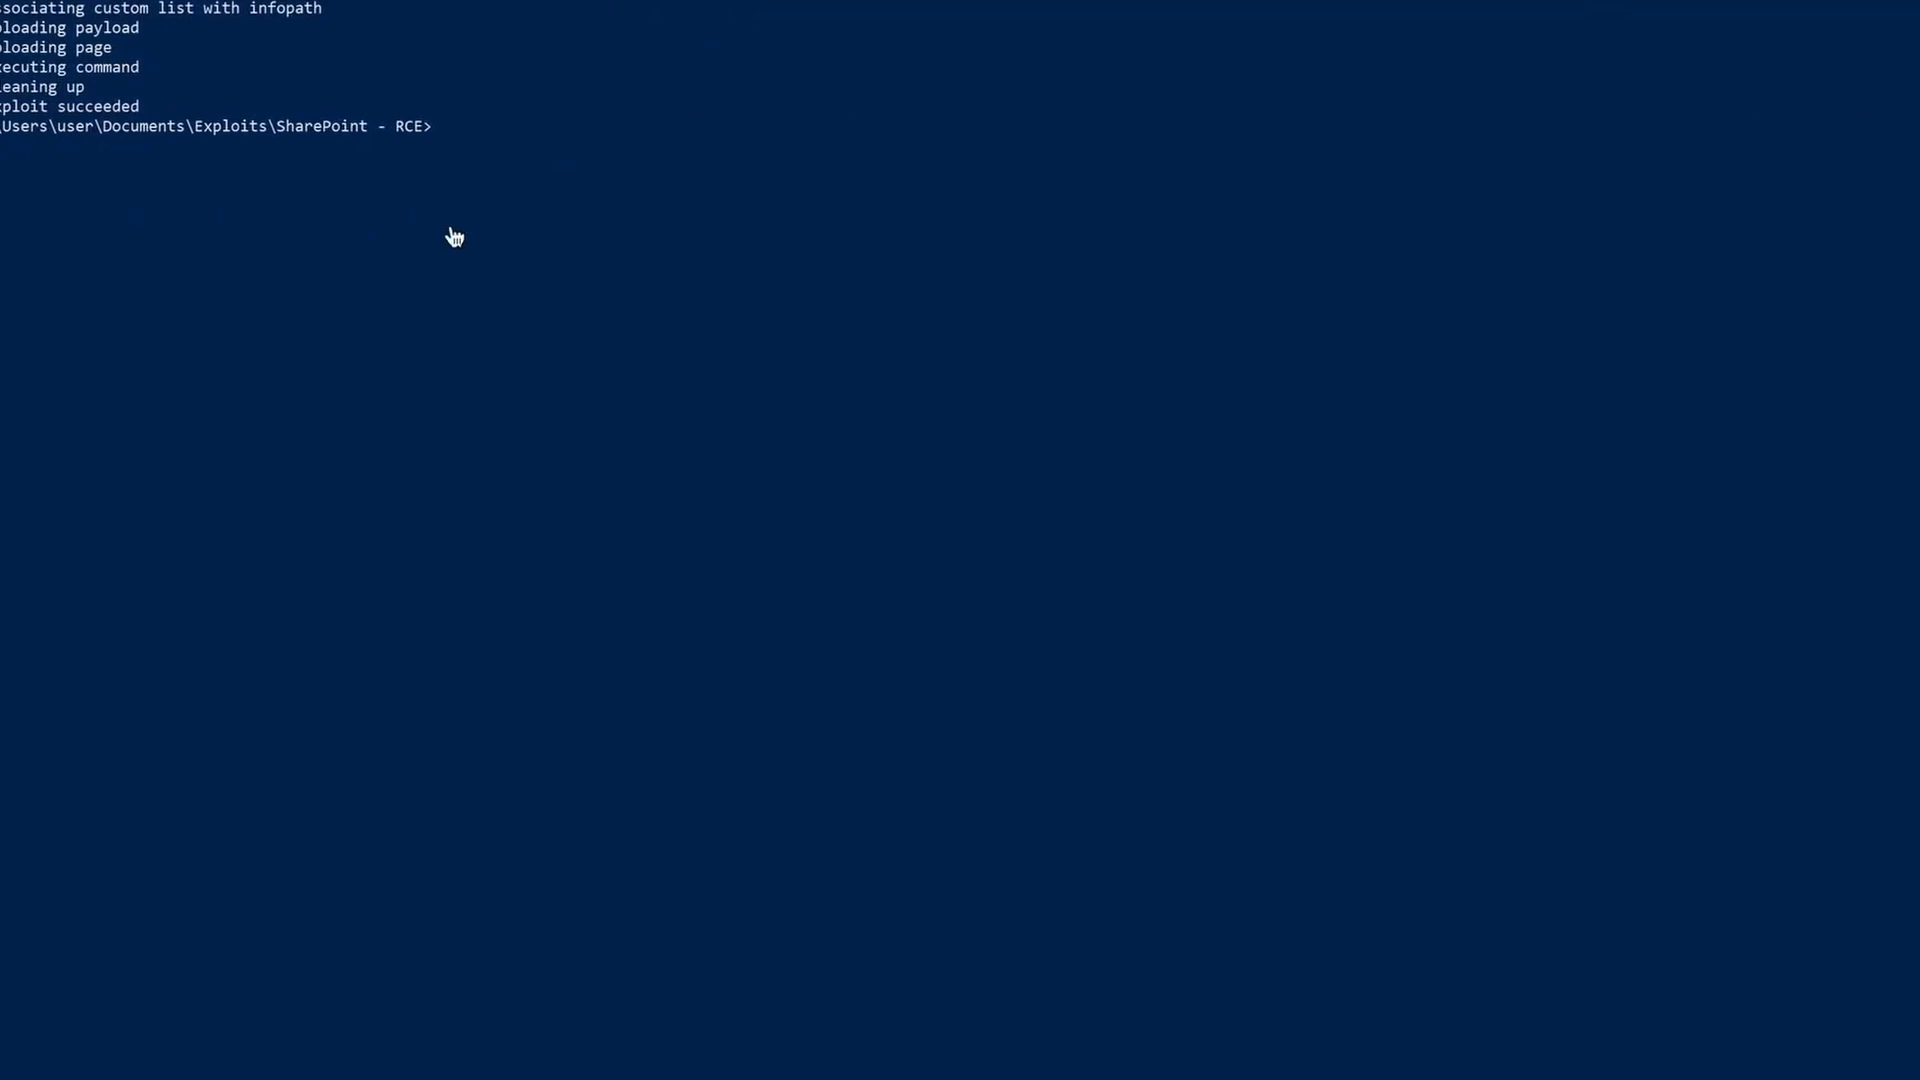 ssociating custom list with infopath
loading payload
loading page
ecuting command
eaning up
ploit succeeded
\Users\user\Documents\Exploits\SharePoint - RCE>